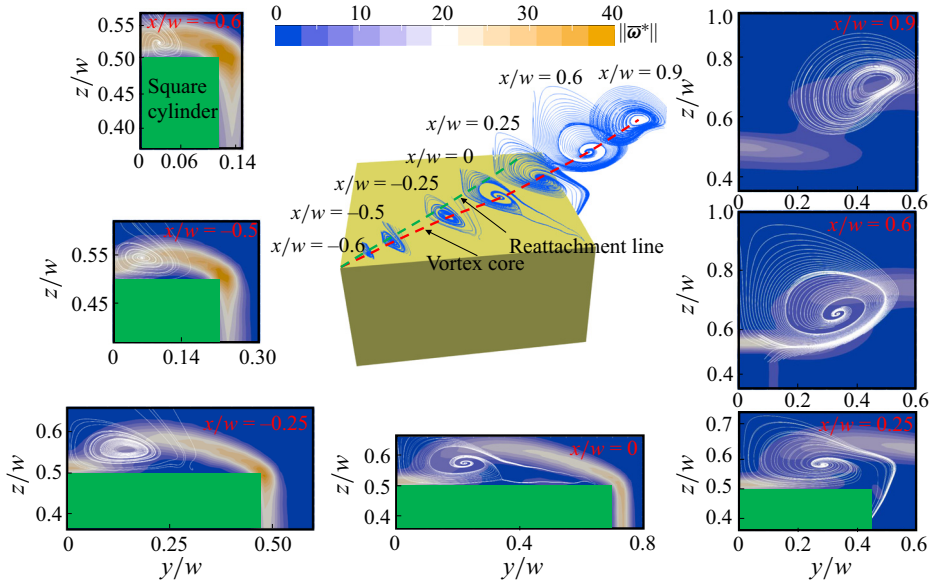 0 10 20 30 40
||ω̅*||
x/w = –0.6
0.55
0.50
0.45
0.40
z/w
Square
cylinder
0 0.06 0.14
x/w = –0.5
0.55
0.45
z/w
0 0.14 0.30
x/w = –0.25
0.6
0.5
0.4
z/w
0 0.25 0.50
y/w
x/w = 0.6
x/w = 0.9
x/w = 0.25
x/w = 0
x/w = –0.25
x/w = –0.5
x/w = –0.6
Reattachment line
Vortex core
x/w = 0
0.6
0.5
0.4
z/w
0 0.4 0.8
y/w
x/w = 0.9
1.0
0.8
0.6
0.4
z/w
0 0.2 0.4 0.6
x/w = 0.6
1.0
0.8
0.6
0.4
z/w
0 0.2 0.4 0.6
x/w = 0.25
0.7
0.6
0.5
0.4
z/w
0 0.2 0.4 0.6
y/w